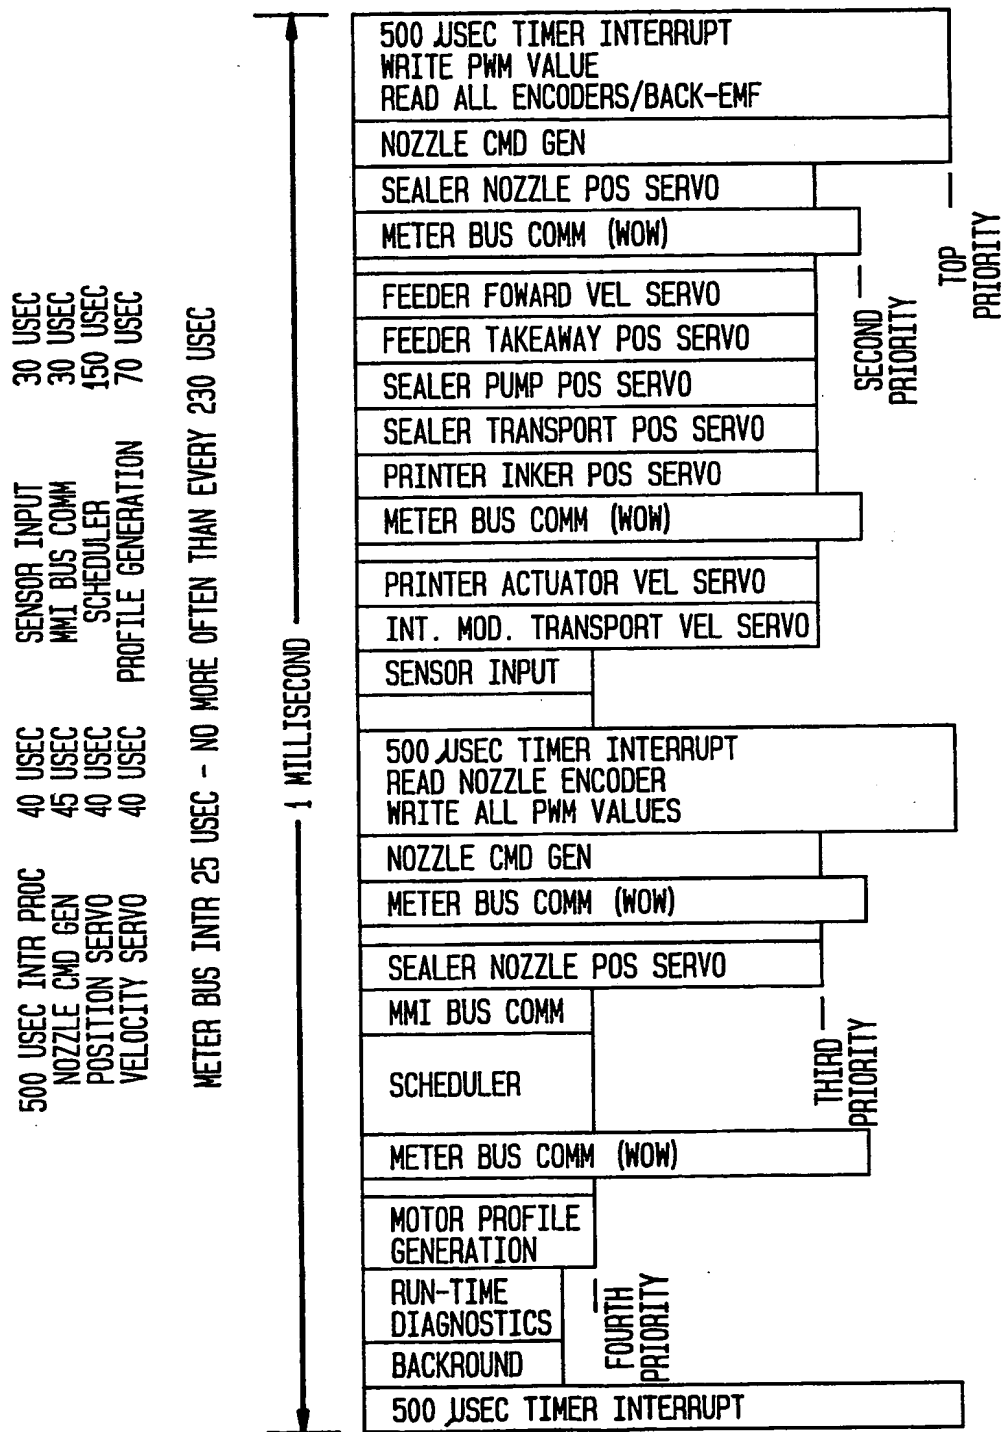 500 µSEC TIMER INTERRUPT
WRITE PWM VALUE
READ ALL ENCODERS/BACK-EMF
NOZZLE CMD GEN
SEALER NOZZLE POS SERVO
METER BUS COMM (WOW)
FEEDER FOWARD VEL SERVO
FEEDER TAKEAWAY POS SERVO
SEALER PUMP POS SERVO
SEALER TRANSPORT POS SERVO
PRINTER INKER POS SERVO
METER BUS COMM (WOW)
PRINTER ACTUATOR VEL SERVO
INT. MOD. TRANSPORT VEL SERVO
SENSOR INPUT
500 µSEC TIMER INTERRUPT
READ NOZZLE ENCODER
WRITE ALL PWM VALUES
NOZZLE CMD GEN
METER BUS COMM (WOW)
SEALER NOZZLE POS SERVO
MMI BUS COMM
SCHEDULER
METER BUS COMM (WOW)
MOTOR PROFILE
GENERATION
RUN-TIME
DIAGNOSTICS
BACKROUND
500 µSEC TIMER INTERRUPT
TOP
PRIORITY
SECOND
PRIORITY
THIRD
PRIORITY
FOURTH
PRIORITY
1 MILLISECOND
500 USEC INTR PROC 40 USEC SENSOR INPUT 30 USEC
NOZZLE CMD GEN 45 USEC MMI BUS COMM 30 USEC
POSITION SERVO 40 USEC SCHEDULER 150 USEC
VELOCITY SERVO 40 USEC PROFILE GENERATION 70 USEC
METER BUS INTR 25 USEC - NO MORE OFTEN THAN EVERY 230 USEC